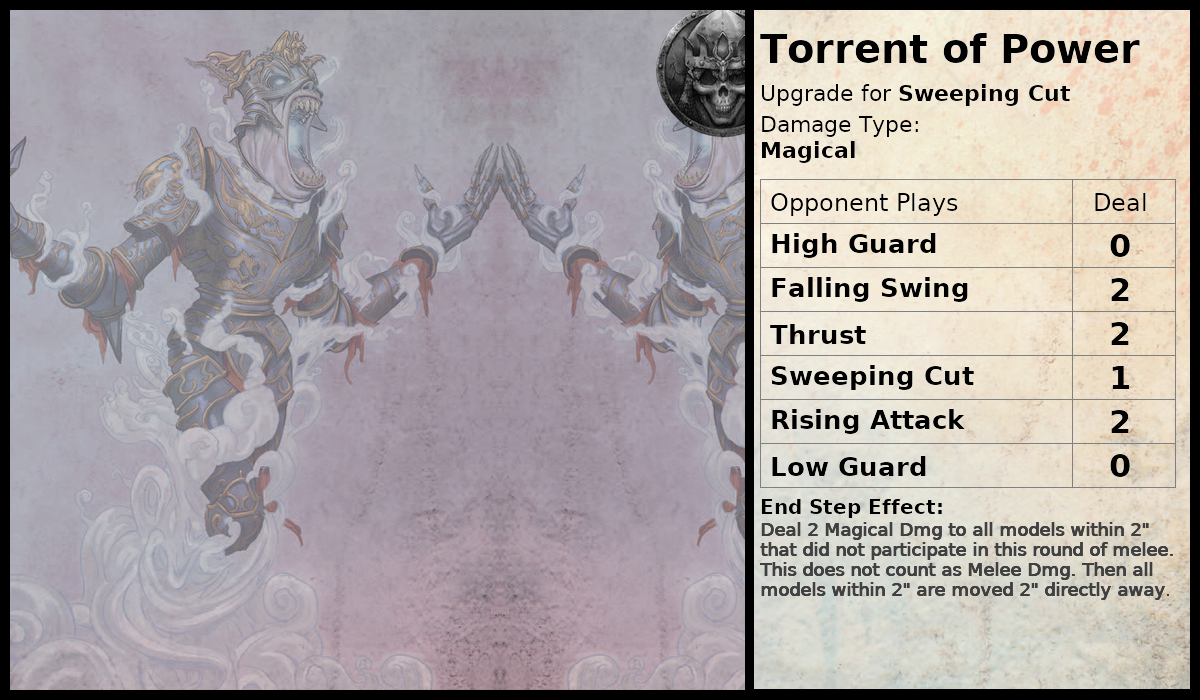 Torrent of Power
Upgrade for Sweeping Cut
Damage Type:
Magical
Opponent Plays Deal
High Guard 0
Falling Swing 2
Thrust 2
Sweeping Cut 1
Rising Attack 2
Low Guard 0
End Step Effect:
Deal 2 Magical Dmg to all models within 2"
that did not participate in this round of melee.
This does not count as Melee Dmg. Then all
models within 2" are moved 2" directly away.